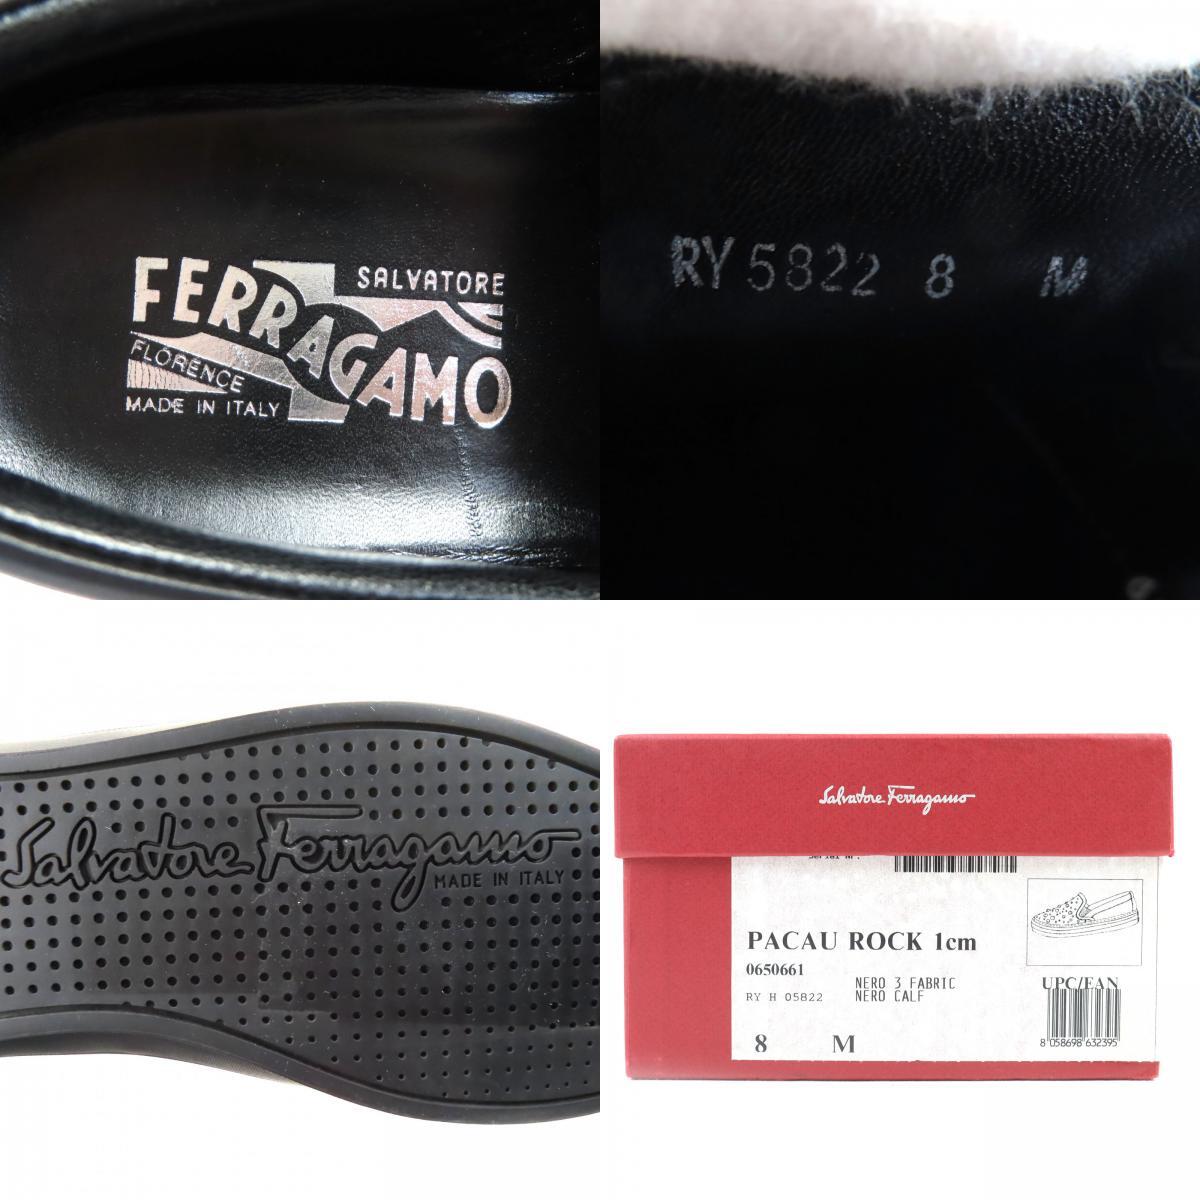 SALVATORE
FERRAGAMO
FLORENCE
MADE IN ITALY
RY 5822 8 M
Salvatore Ferragamo
MADE IN ITALY
Salvatore Ferragamo
PACAU ROCK 1cm
0650661
NERO 3 FABRIC
RY H 05822 NERO CALF
UPC/EAN
8 M
8 058698 632395